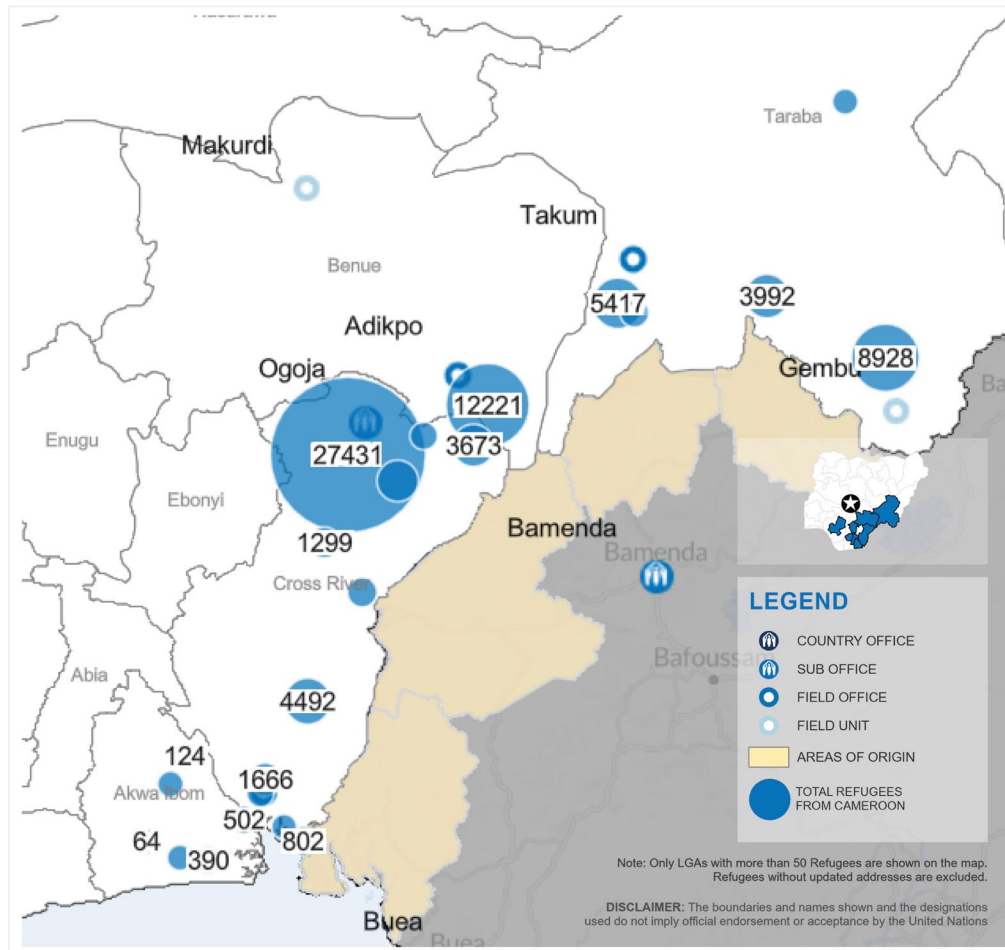 Taraba
Makurdi
Takum
Benue
5417
3992
Adikpo
Ogoja
Gembu
8928
12221
Enugu
27431
3673
Ebonyi
1299
Bamenda
Bamenda
Cross River
LEGEND
COUNTRY OFFICE
SUB OFFICE
FIELD OFFICE
FIELD UNIT
AREAS OF ORIGIN
TOTAL REFUGEES
FROM CAMEROON
Abia
Bafoussam
4492
124
1666
Akwa Ibom
502
802
64
390
Buea
Buea
Note: Only LGAs with more than 50 Refugees are shown on the map.
Refugees without updated addresses are excluded.
DISCLAIMER: The boundaries and names shown and the designations
used do not imply official endorsement or acceptance by the United Nations